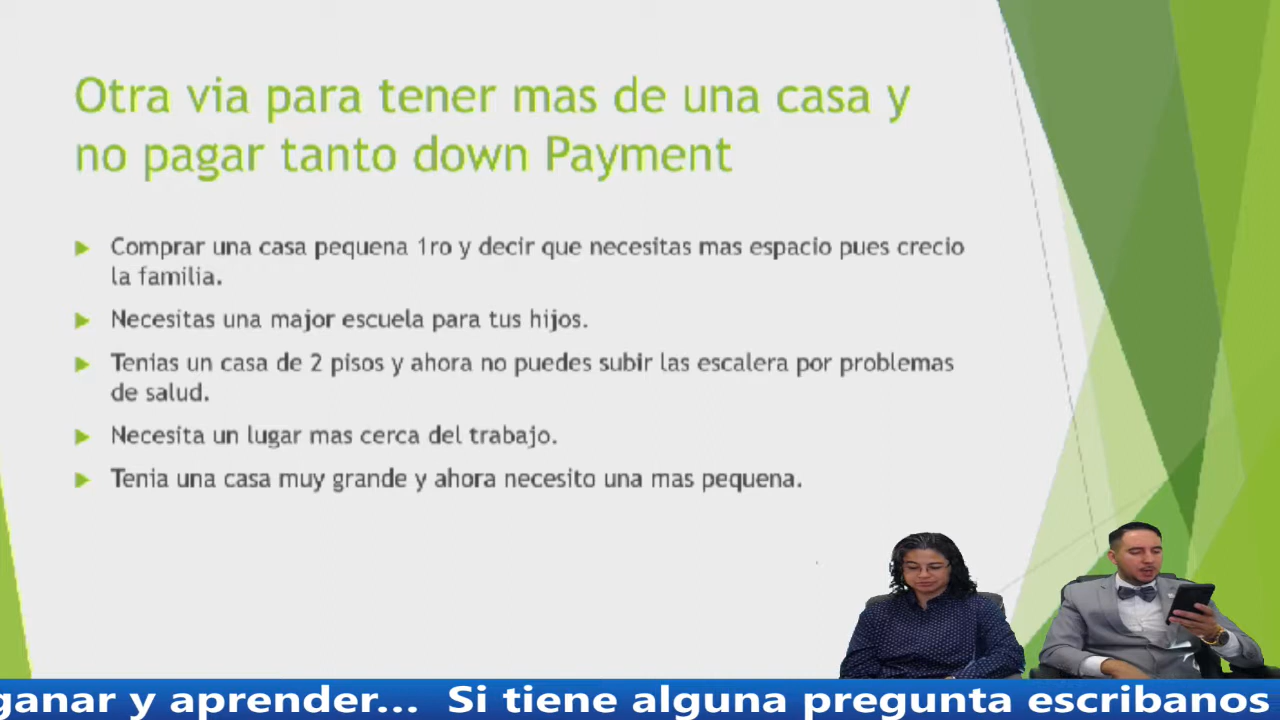 Otra via para tener mas de una casa y
no pagar tanto down Payment
Comprar una casa pequena 1ro y decir que necesitas mas espacio pues crecio
la familia.
Necesitas una major escuela para tus hijos.
Tenias un casa de 2 pisos y ahora no puedes subir las escalera por problemas
de salud.
Necesita un lugar mas cerca del trabajo.
Tenia una casa muy grande y ahora necesito una mas pequena.
ganar y aprender... Si tiene alguna pregunta escribanos